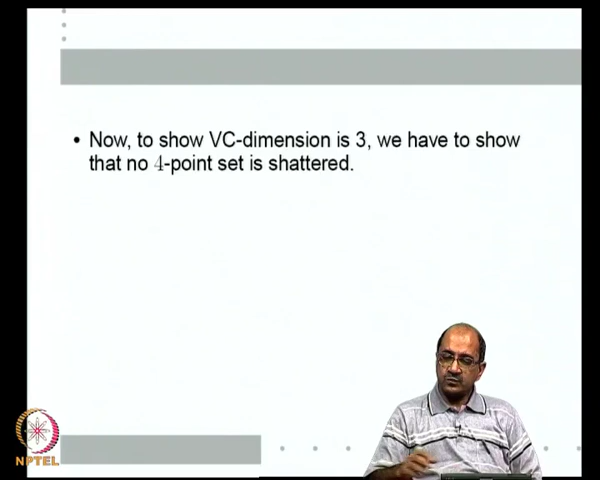 • Now, to show VC-dimension is 3, we have to show
that no 4-point set is shattered.
NPTEL